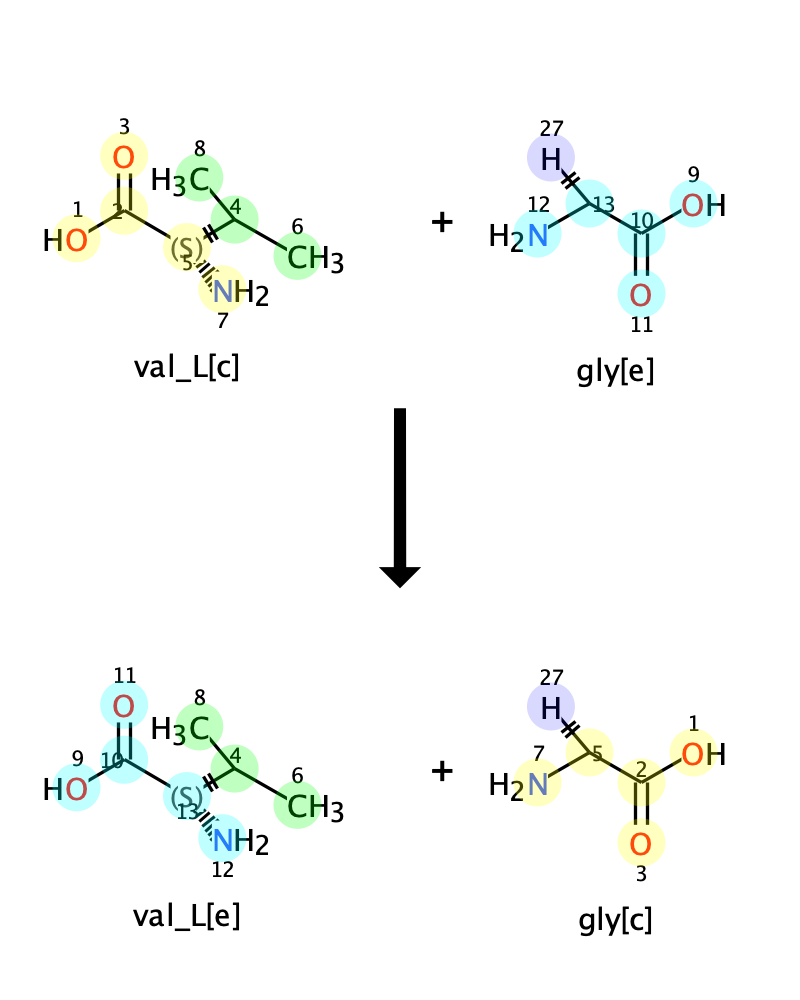 3
O
8
H3C
27
H
1
HO
2
4
9
OH
12
H2N
13
10
6
CH3
(S)
5
+
NH2
7
O
11
val_L[c]
gly[e]
11
O
8
H3C
27
H
9
HO
10
4
1
OH
7
H2N
5
2
6
CH3
(S)
13
+
NH2
12
O
3
val_L[e]
gly[c]